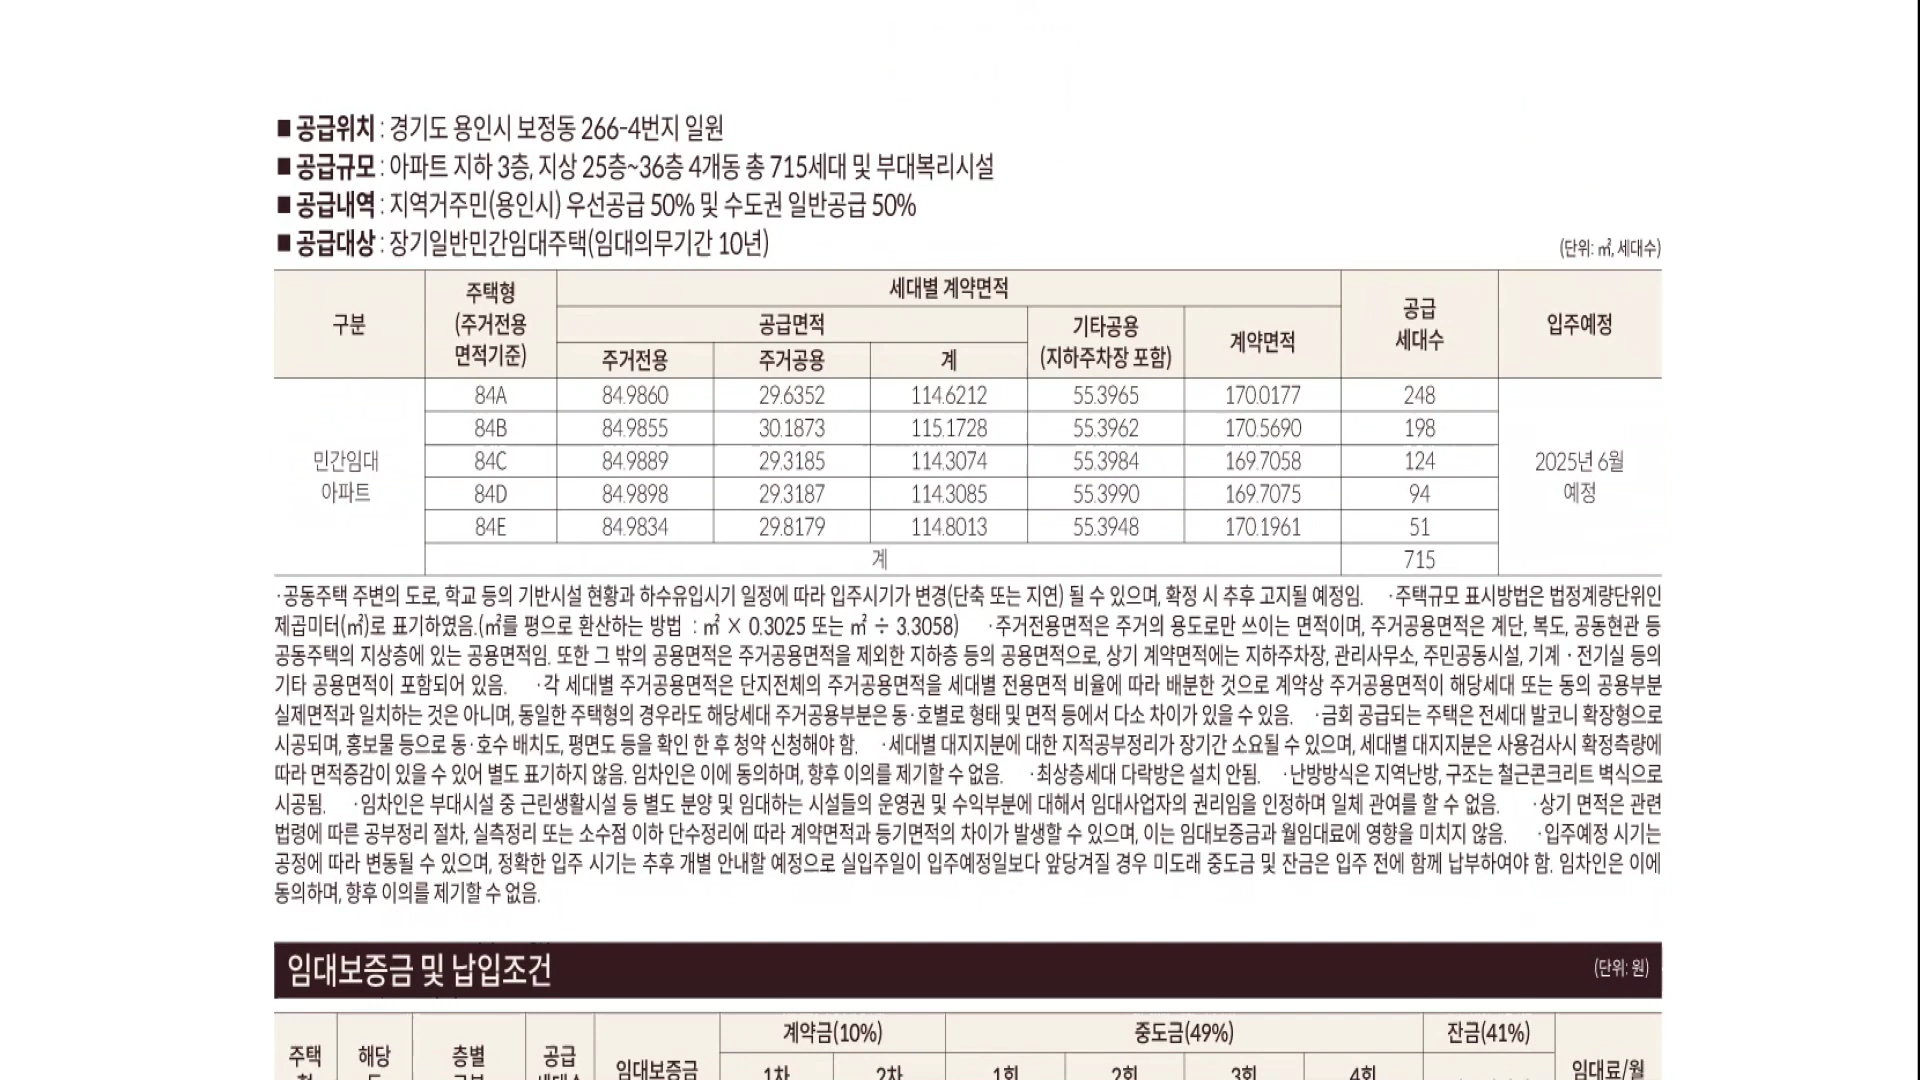 ■ 공급위치 : 경기도 용인시 보정동 266-4번지 일원
■ 공급규모 : 아파트 지하 3층, 지상 25층~36층 4개동 총 715세대 및 부대복리시설
■ 공급내역 : 지역거주민(용인시) 우선공급 50% 및 수도권 일반공급 50%
■ 공급대상 : 장기일반민간임대주택(임대의무기간 10년)
(단위: ㎡, 세대수)
구분 주택형 (주거전용 면적기준) 세대별 계약면적 공급 세대수 입주예정
공급면적 기타공용 (지하주차장 포함) 계약면적
주거전용 주거공용 계
84A 84.9860 29.6352 114.6212 55.3965 170.0177 248
84B 84.9855 30.1873 115.1728 55.3962 170.5690 198
민간임대 아파트 84C 84.9889 29.3185 114.3074 55.3984 169.7058 124 2025년 6월 예정
84D 84.9898 29.3187 114.3085 55.3990 169.7075 94
84E 84.9834 29.8179 114.8013 55.3948 170.1961 51
계 715
·공동주택 주변의 도로, 학교 등의 기반시설 현황과 하수유입시기 일정에 따라 입주시기가 변경(단축 또는 지연) 될 수 있으며, 확정 시 추후 고지될 예정임. ·주택규모 표시방법은 법정계량단위인
제곱미터(㎡)로 표기하였음.(㎡를 평으로 환산하는 방법 : ㎡ × 0.3025 또는 ㎡ ÷ 3.3058) ·주거전용면적은 주거의 용도로만 쓰이는 면적이며, 주거공용면적은 계단, 복도, 공동현관 등
공동주택의 지상층에 있는 공용면적임. 또한 그 밖의 공용면적은 주거공용면적을 제외한 지하층 등의 공용면적으로, 상기 계약면적에는 지하주차장, 관리사무소, 주민공동시설, 기계·전기실 등의
기타 공용면적이 포함되어 있음. ·각 세대별 주거공용면적은 단지전체의 주거공용면적을 세대별 전용면적 비율에 따라 배분한 것으로 계약상 주거공용면적이 해당세대 또는 동의 공용부분
실제면적과 일치하는 것은 아니며, 동일한 주택형의 경우라도 해당세대 주거공용부분은 동·호별로 형태 및 면적 등에서 다소 차이가 있을 수 있음. ·금회 공급되는 주택은 전세대 발코니 확장형으로
시공되며, 홍보물 등으로 동·호수 배치도, 평면도 등을 확인 한 후 청약 신청해야 함. ·세대별 대지지분에 대한 지적공부정리가 장기간 소요될 수 있으며, 세대별 대지지분은 사용검사시 확정측량에
따라 면적증감이 있을 수 있어 별도 표기하지 않음. 임차인은 이에 동의하며, 향후 이의를 제기할 수 없음. ·최상층세대 다락방은 설치 안됨. ·난방방식은 지역난방, 구조는 철근콘크리트 벽식으로
시공됨. ·임차인은 부대시설 중 근린생활시설 등 별도 분양 및 임대하는 시설들의 운영권 및 수익부분에 대해서 임대사업자의 권리임을 인정하며 일체 관여를 할 수 없음. ·상기 면적은 관련
법령에 따른 공부정리 절차, 실측정리 또는 소수점 이하 단수정리에 따라 계약면적과 등기면적의 차이가 발생할 수 있으며, 이는 임대보증금과 월임대료에 영향을 미치지 않음. ·입주예정 시기는
공정에 따라 변동될 수 있으며, 정확한 입주 시기는 추후 개별 안내할 예정으로 실입주일이 입주예정일보다 앞당겨질 경우 미도래 중도금 및 잔금은 입주 전에 함께 납부하여야 함. 임차인은 이에
동의하며, 향후 이의를 제기할 수 없음.
임대보증금 및 납입조건 (단위: 원)
주택 해당 층별 공급 임대보증금 계약금(10%) 중도금(49%) 잔금(41%) 임대료/월
1차 2차 1회 2회 3회 4회